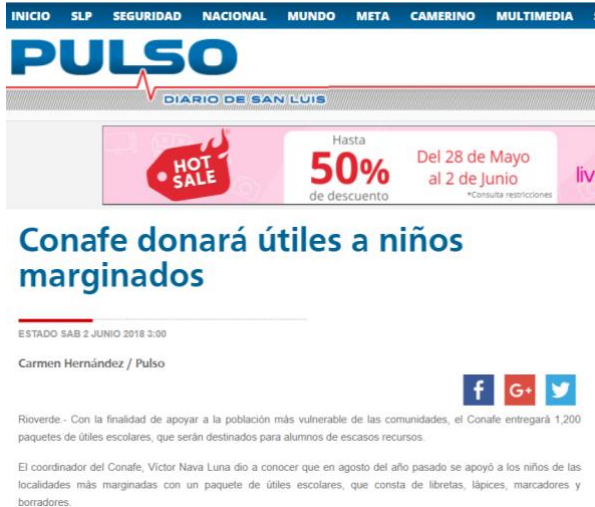 INICIO SLP SEGURIDAD NACIONAL MUNDO META CAMERINO MULTIMEDIA
PULSO
DIARIO DE SAN LUIS
HOT SALE
Hasta
50%
de descuento
Del 28 de Mayo
al 2 de Junio
*Consulta restricciones
liv
Conafe donará útiles a niños
marginados
ESTADO SAB 2 JUNIO 2018 3:00
Carmen Hernández / Pulso
f G+
Rioverde.- Con la finalidad de apoyar a la población más vulnerable de las comunidades, el Conafe entregará 1,200
paquetes de útiles escolares, que serán destinados para alumnos de escasos recursos.
El coordinador del Conafe, Víctor Nava Luna dio a conocer que en agosto del año pasado se apoyó a los niños de las
localidades más marginadas con un paquete de útiles escolares, que consta de libretas, lápices, marcadores y
borradores.